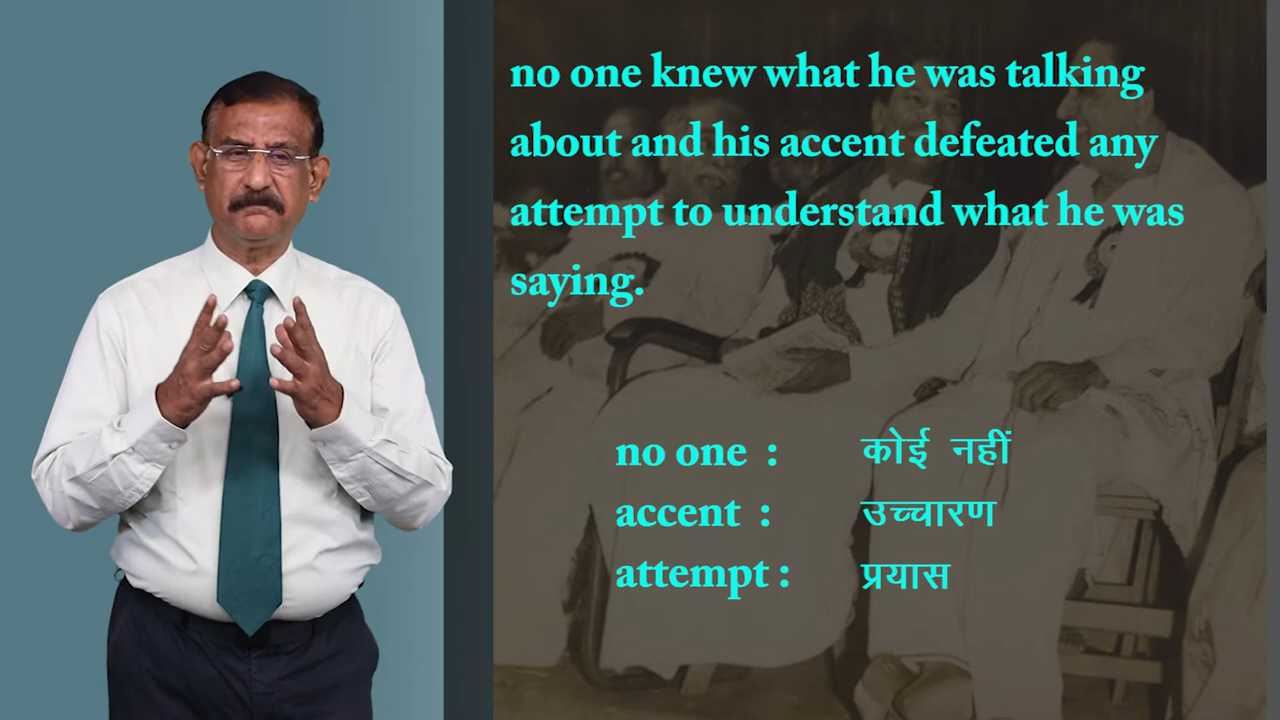 no one knew what he was talking
about and his accent defeated any
attempt to understand what he was
saying.
no one : कोई नहीं
accent : उच्चारण
attempt : प्रयास